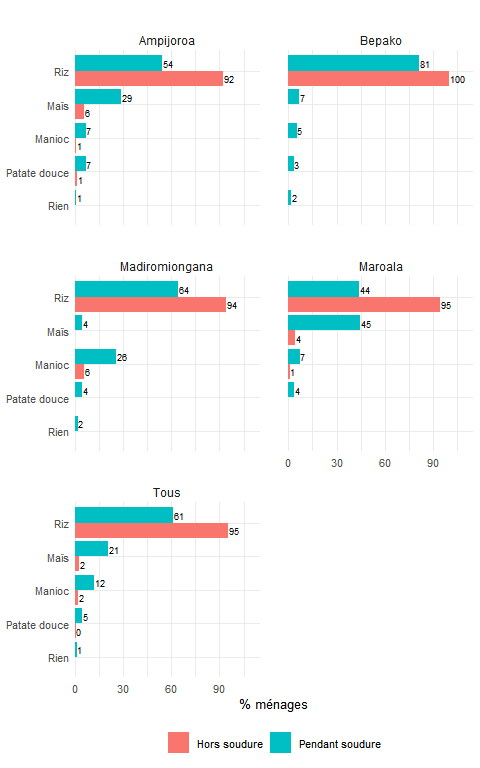 Ampijoroa
Bepako
Riz
54
92
81
100
Maïs
29
6
7
Manioc
7
1
5
Patate douce
7
1
3
Rien
1
2
Madiromiongana
Maroala
Riz
64
94
44
95
Maïs
4
45
4
Manioc
26
6
7
1
Patate douce
4
4
Rien
2
0 30 60 90
Tous
Riz
61
95
Maïs
21
2
Manioc
12
2
Patate douce
5
0
Rien
1
0 30 60 90
% ménages
Hors soudure
Pendant soudure